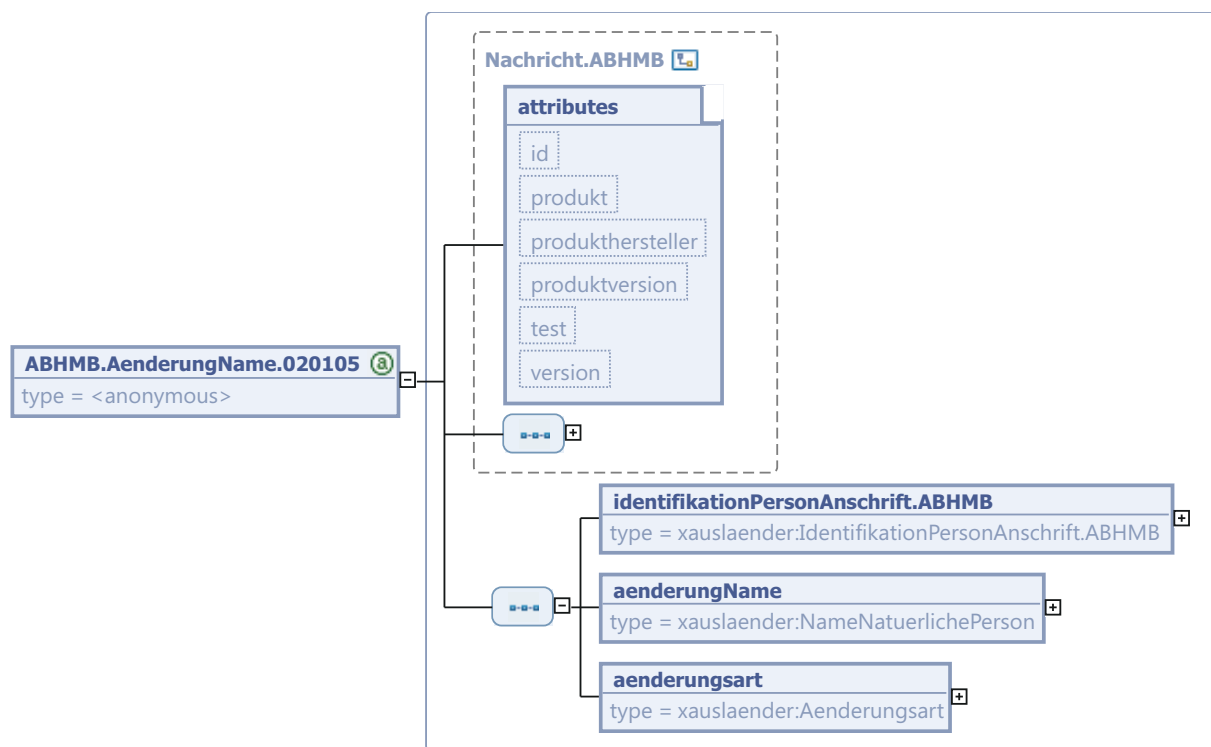 Nachricht.ABHMB
attributes
id
produkt
produkthersteller
produktversion
test
version
ABHMB.AenderungName.020105 a
type = <anonymous>
identifikationPersonAnschrift.ABHMB
type = xauslaender:IdentifikationPersonAnschrift.ABHMB
aenderungName
type = xauslaender:NameNatuerlichePerson
aenderungsart
type = xauslaender:Aenderungsart